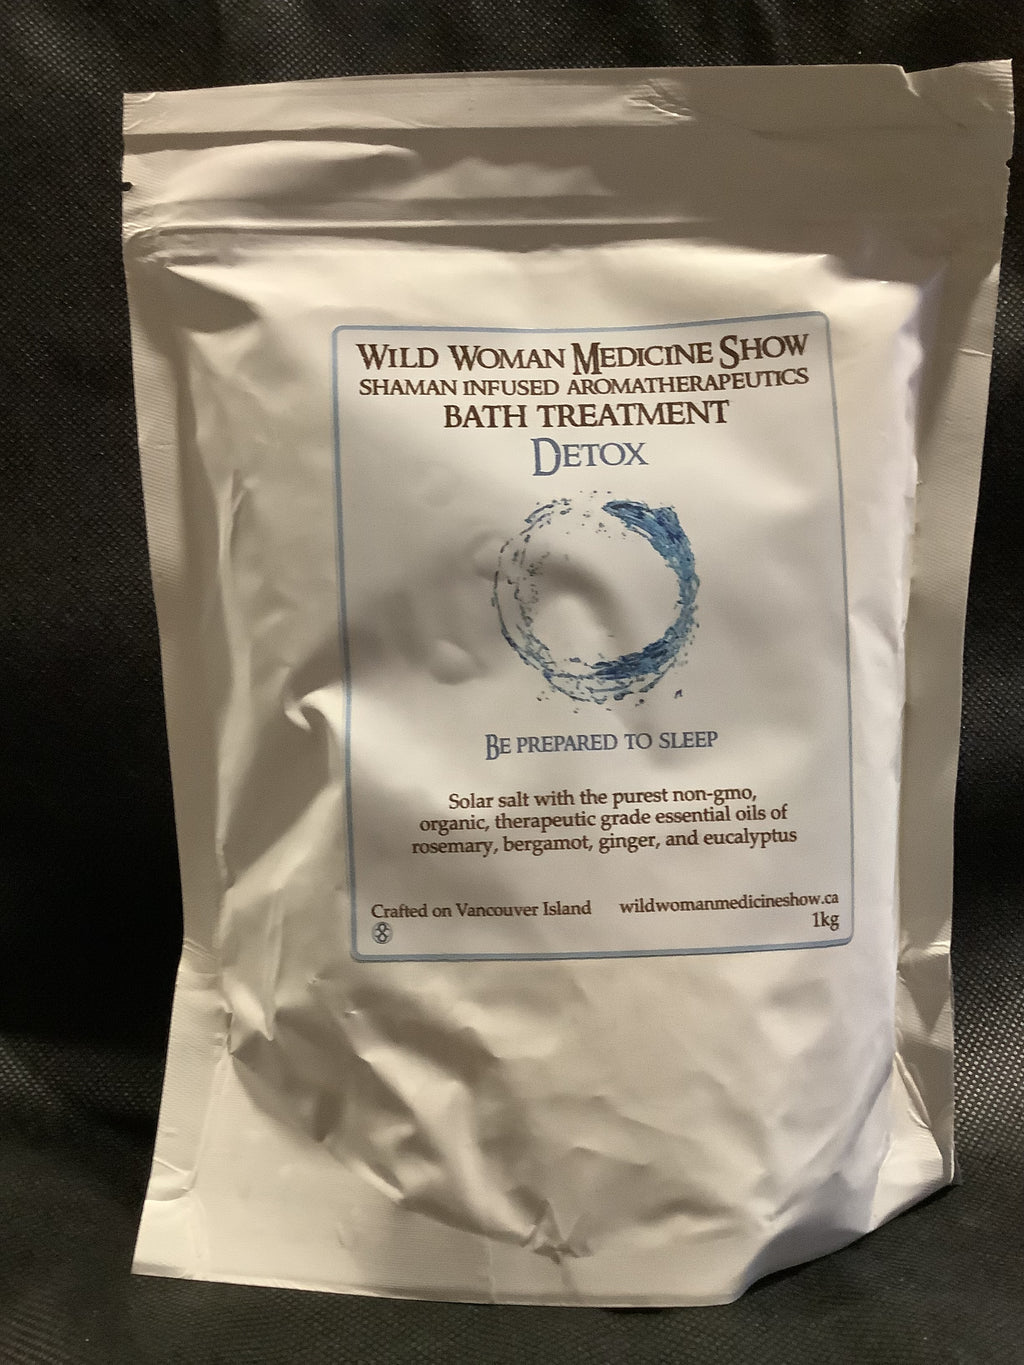 WILD WOMAN MEDICINE SHOW
SHAMAN INFUSED AROMATHERAPEUTICS
BATH TREATMENT
DETOX
BE PREPARED TO SLEEP
Solar salt with the purest non-gmo,
organic, therapeutic grade essential oils of
rosemary, bergamot, ginger, and eucalyptus
Crafted on Vancouver Island wildwomanmedicineshow.ca
1kg